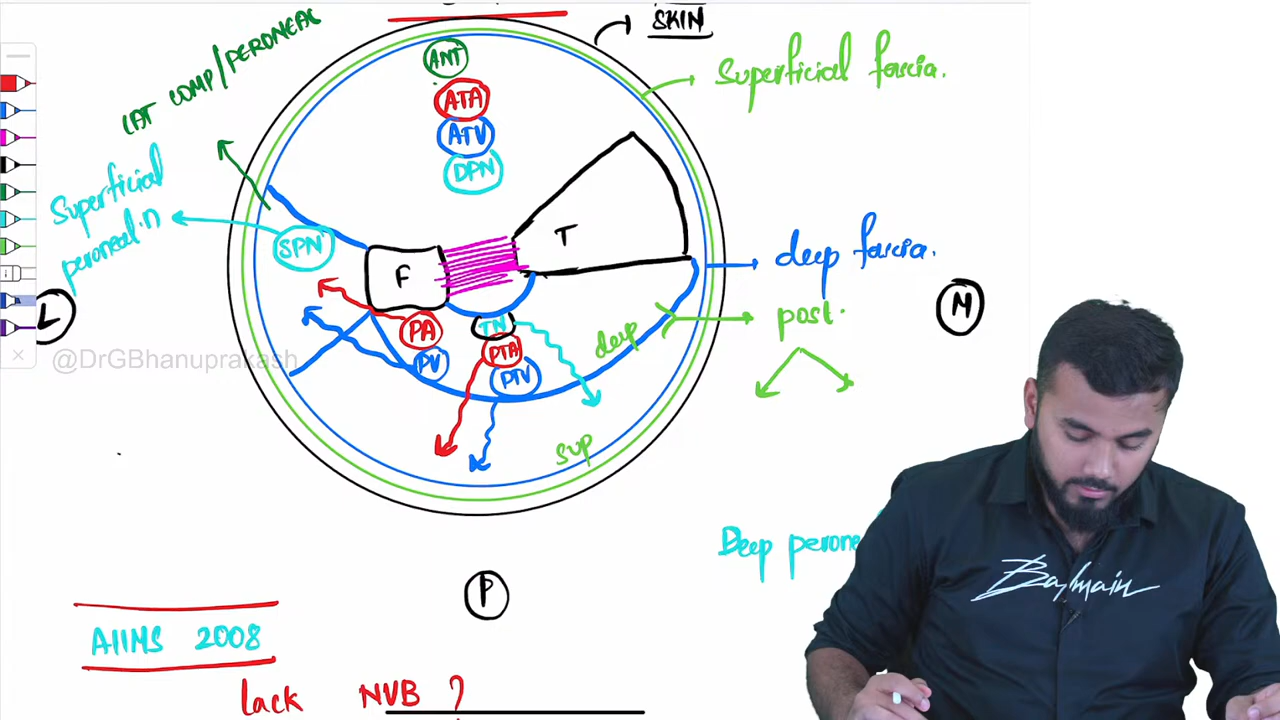 SKIN
Superficial fascia.
LAT COMP/PERONEAL
ANT
ATA
ATV
DPN
Superficial
peroneal.n
SPN
F
T
deep fascia.
L
M
PA
PV
TN
PTA
PTV
deep
post.
@DrGBhanuprakash
sup
Deep perone
Balmain
P
AIIMS 2008
lack NVB ?